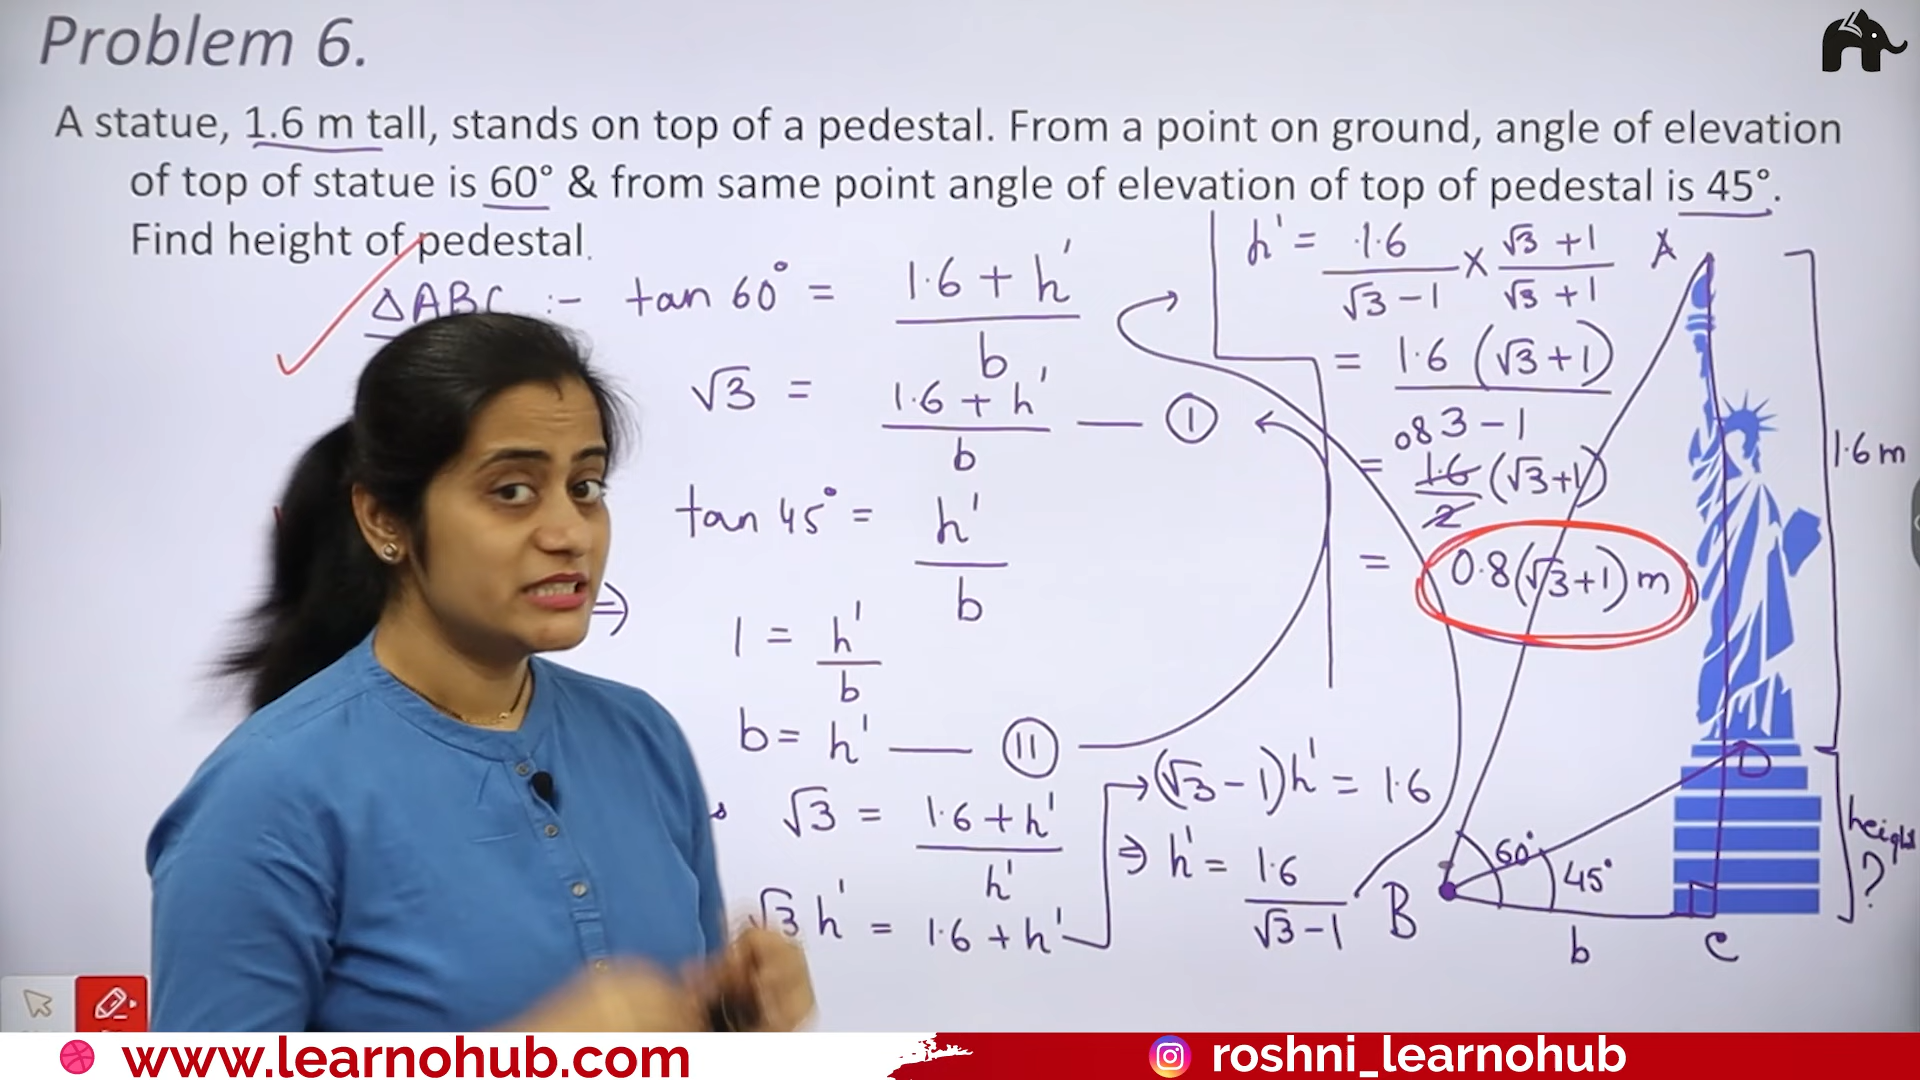 Problem 6.
A statue, 1.6 m tall, stands on top of a pedestal. From a point on ground, angle of elevation
of top of statue is 60° & from same point angle of elevation of top of pedestal is 45°.
Find height of pedestal.
△ABC :- tan 60° = 1.6 + h' / b
√3 = 1.6 + h' / b — I
tan 45° = h' / b
⇒ 1 = h' / b
b = h' — II
√3 = 1.6 + h' / h'
√3 h' = 1.6 + h'
(√3 - 1)h' = 1.6
⇒ h' = 1.6 / √3 - 1
h' = 1.6 / √3 - 1 × √3 + 1 / √3 + 1
= 1.6 (√3 + 1) / 3 - 1
= 0.8 1.6 / 2 (√3 + 1)
= 0.8(√3 + 1) m
A
1.6 m
D
height
?
60°
45°
B
b
C
www.learnohub.com
roshni_learnohub